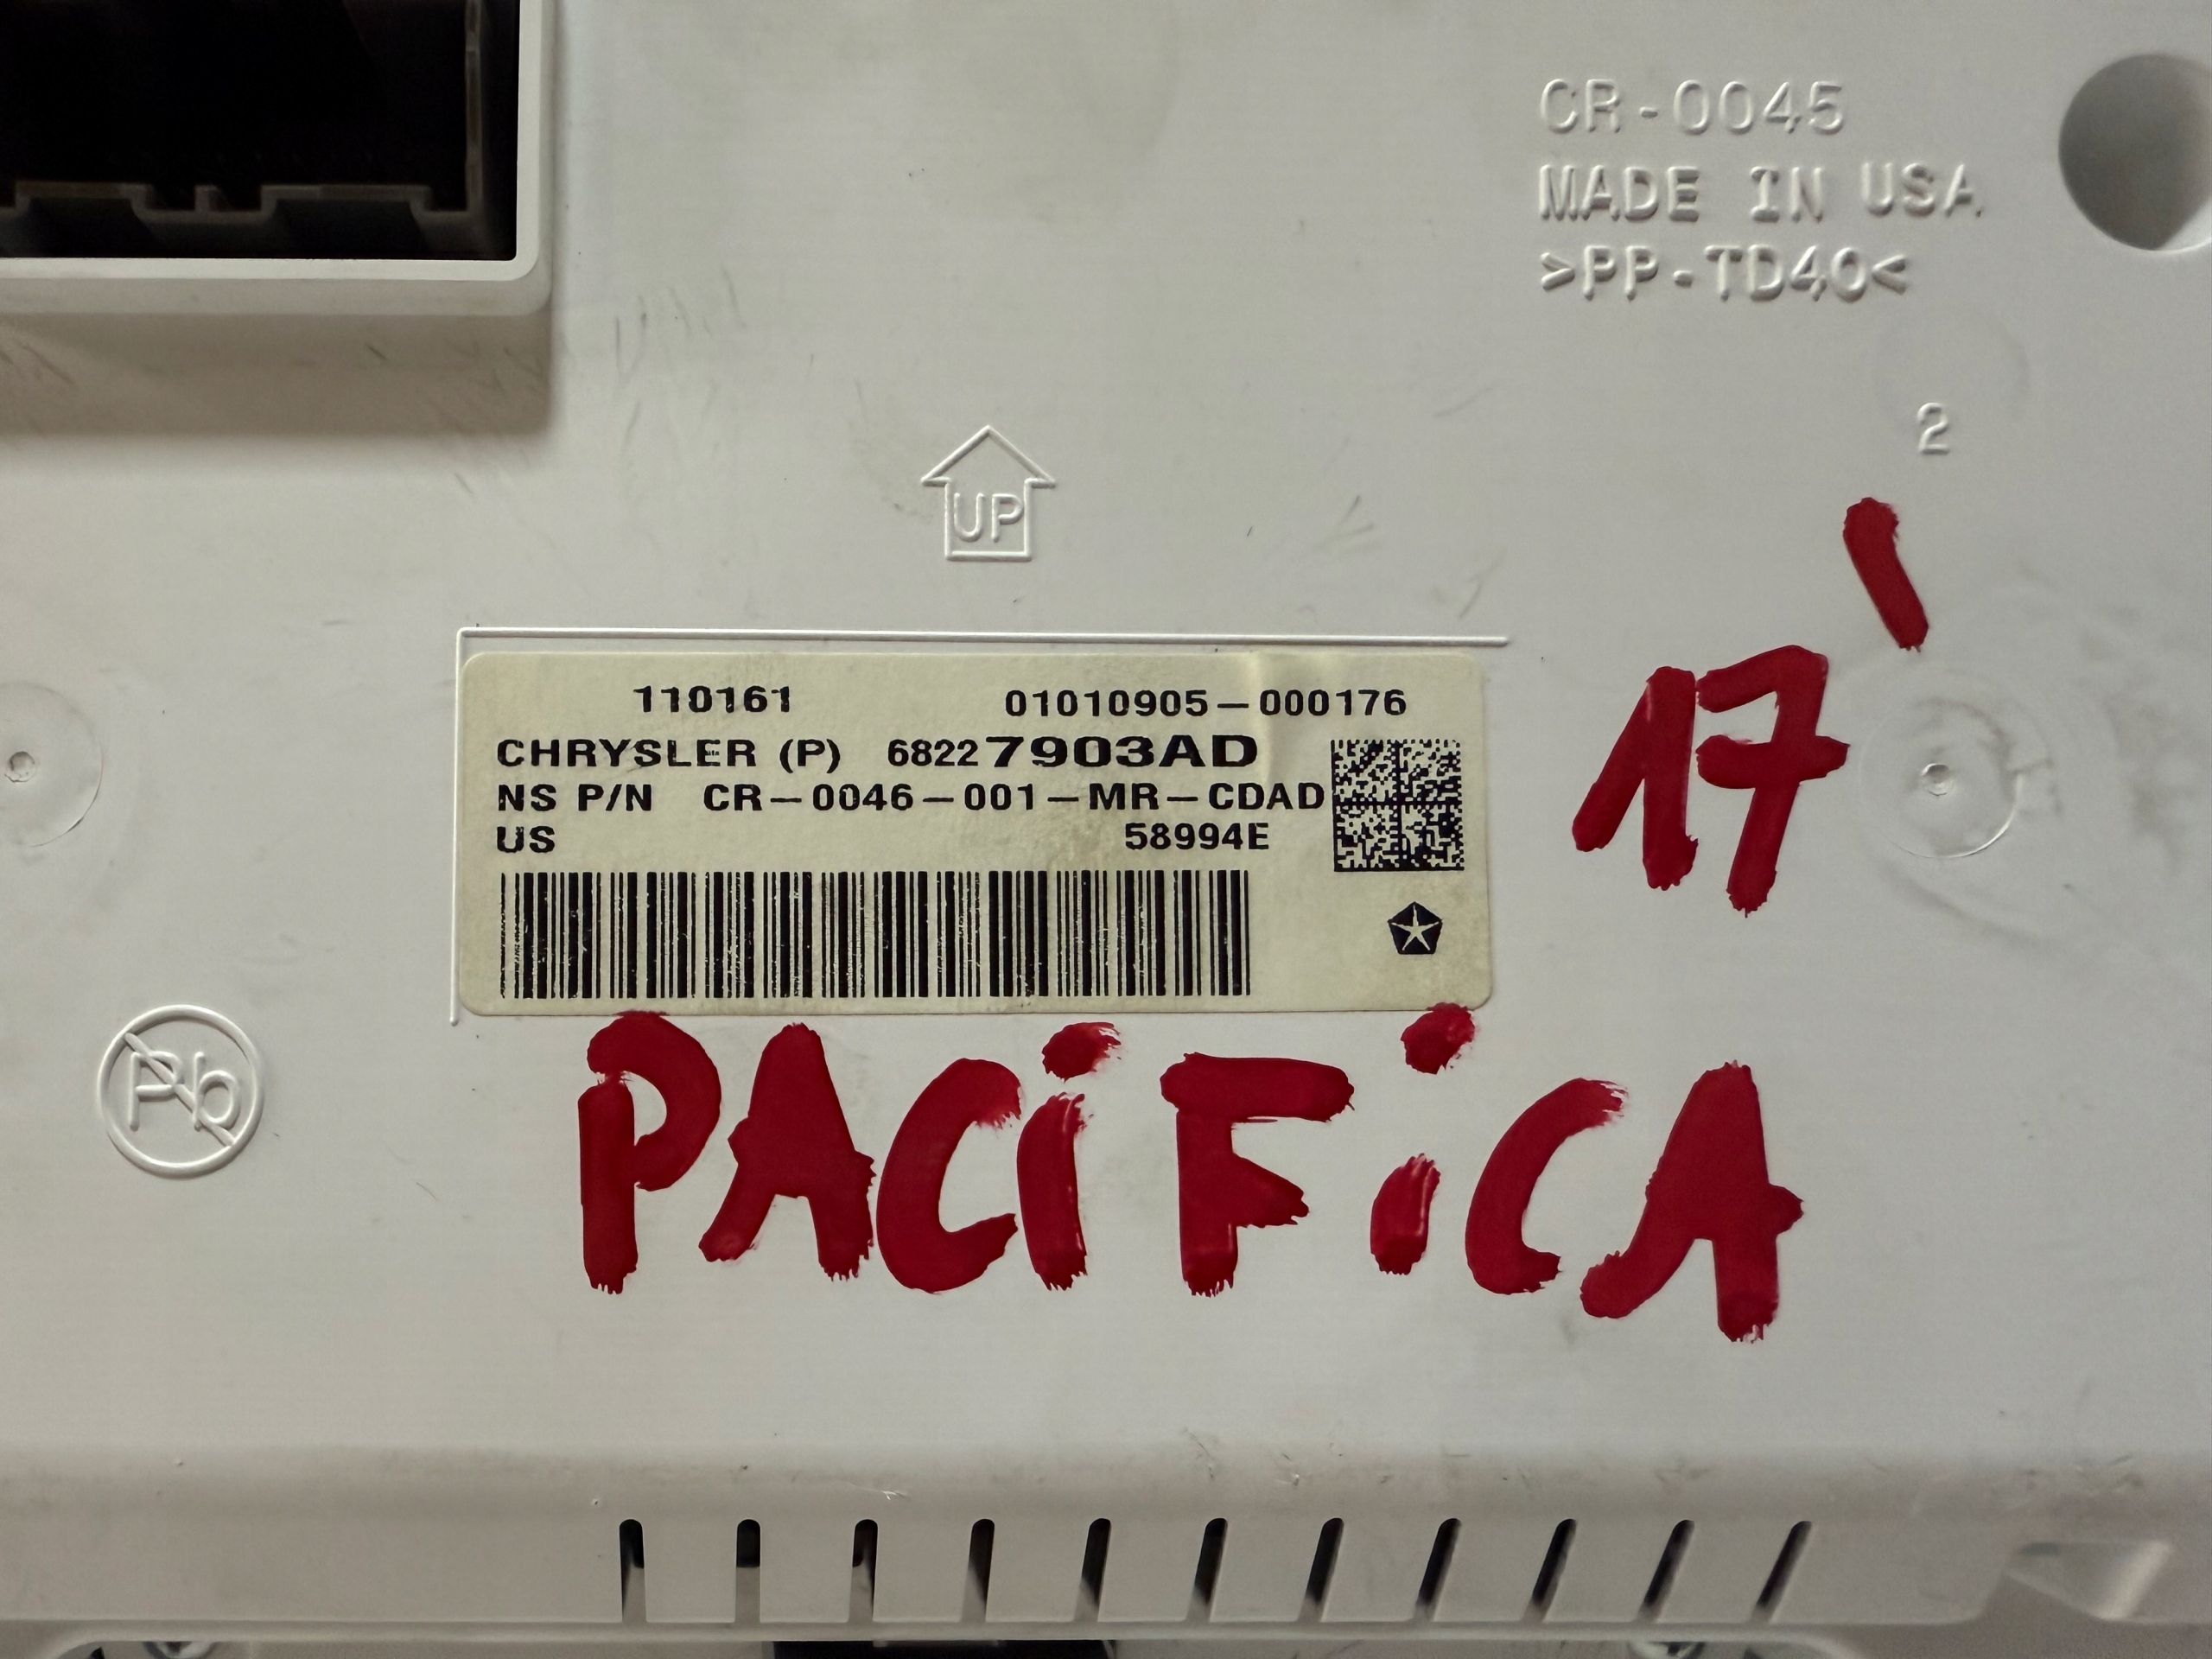 CR-0045
MADE IN USA
>PP-TD40<
2
UP
110161 01010905-000176
CHRYSLER (P) 68227903AD
NS P/N CR-0046-001-MR-CDAD
US 58994E
17'
PACiFiCA
Pb